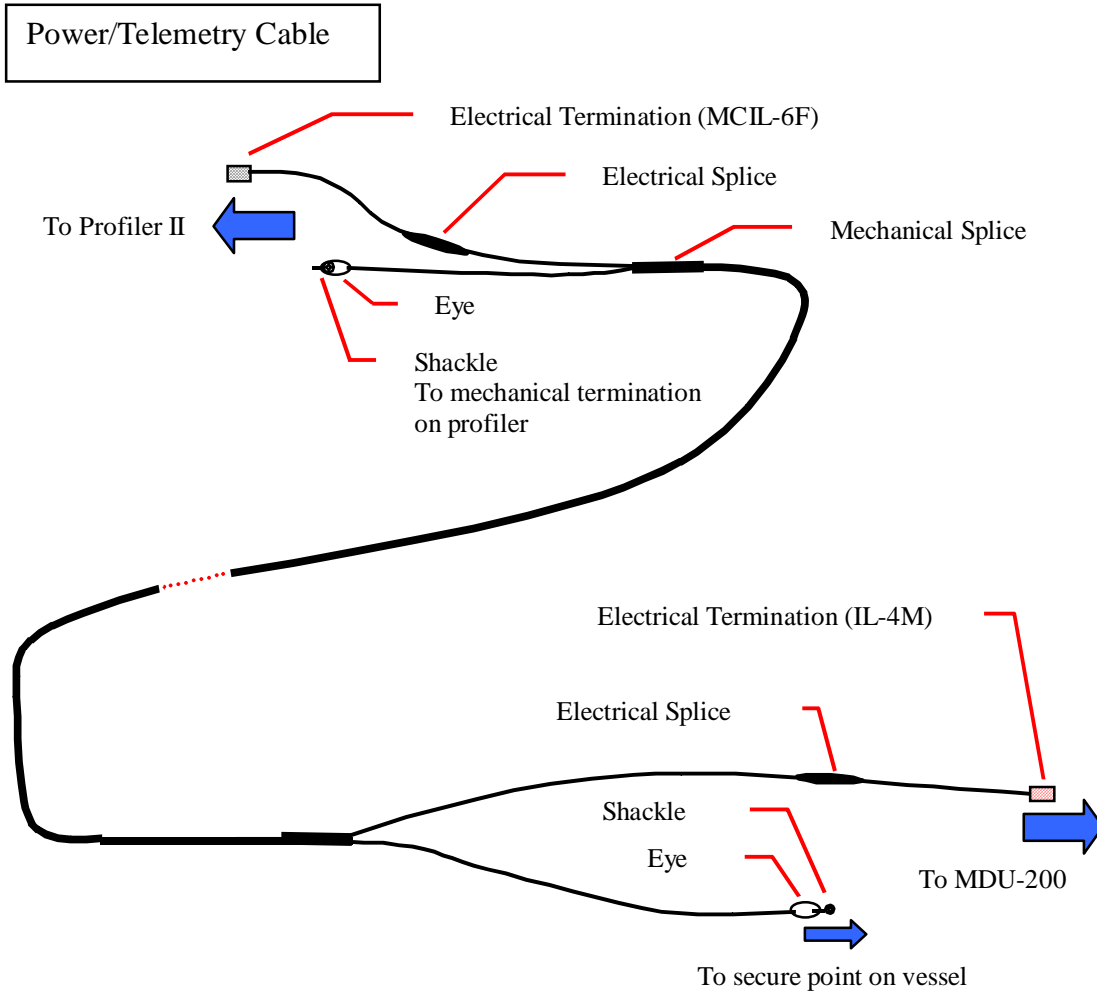 Power/Telemetry Cable
Electrical Termination (MCIL-6F)
Electrical Splice
To Profiler II
Mechanical Splice
Eye
Shackle
To mechanical termination
on profiler
Electrical Termination (IL-4M)
Electrical Splice
Shackle
Eye
To MDU-200
To secure point on vessel